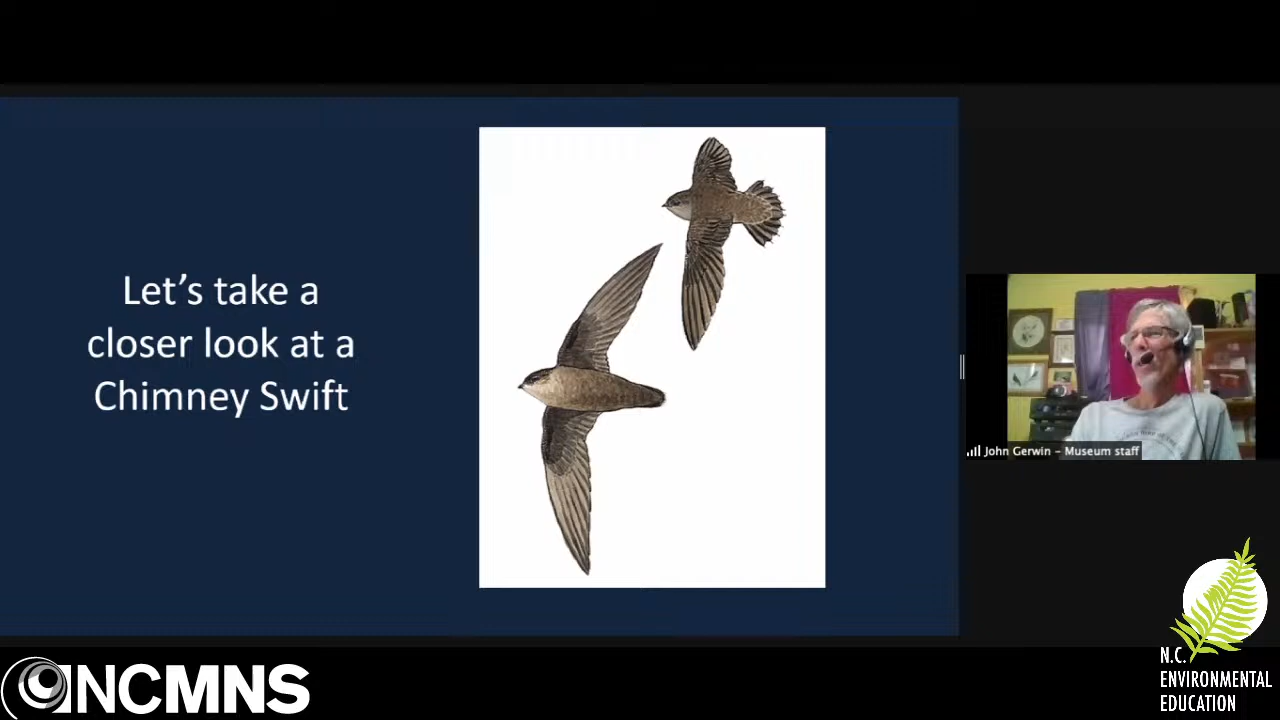 Let's take a
closer look at a
Chimney Swift
John Gerwin – Museum staff
NCMNS
N.C.
ENVIRONMENTAL
EDUCATION